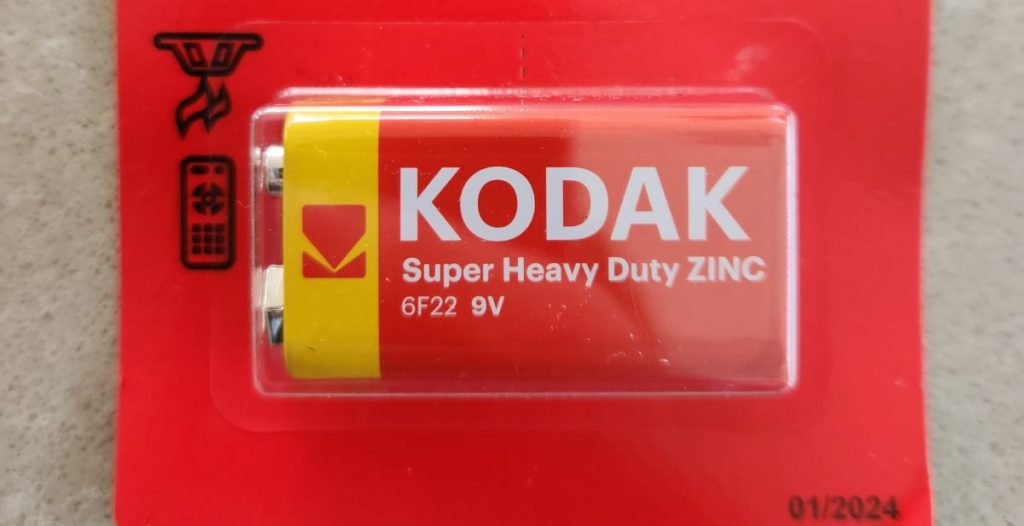 KODAK
Super Heavy Duty ZINC
6F22 9V
01/2024